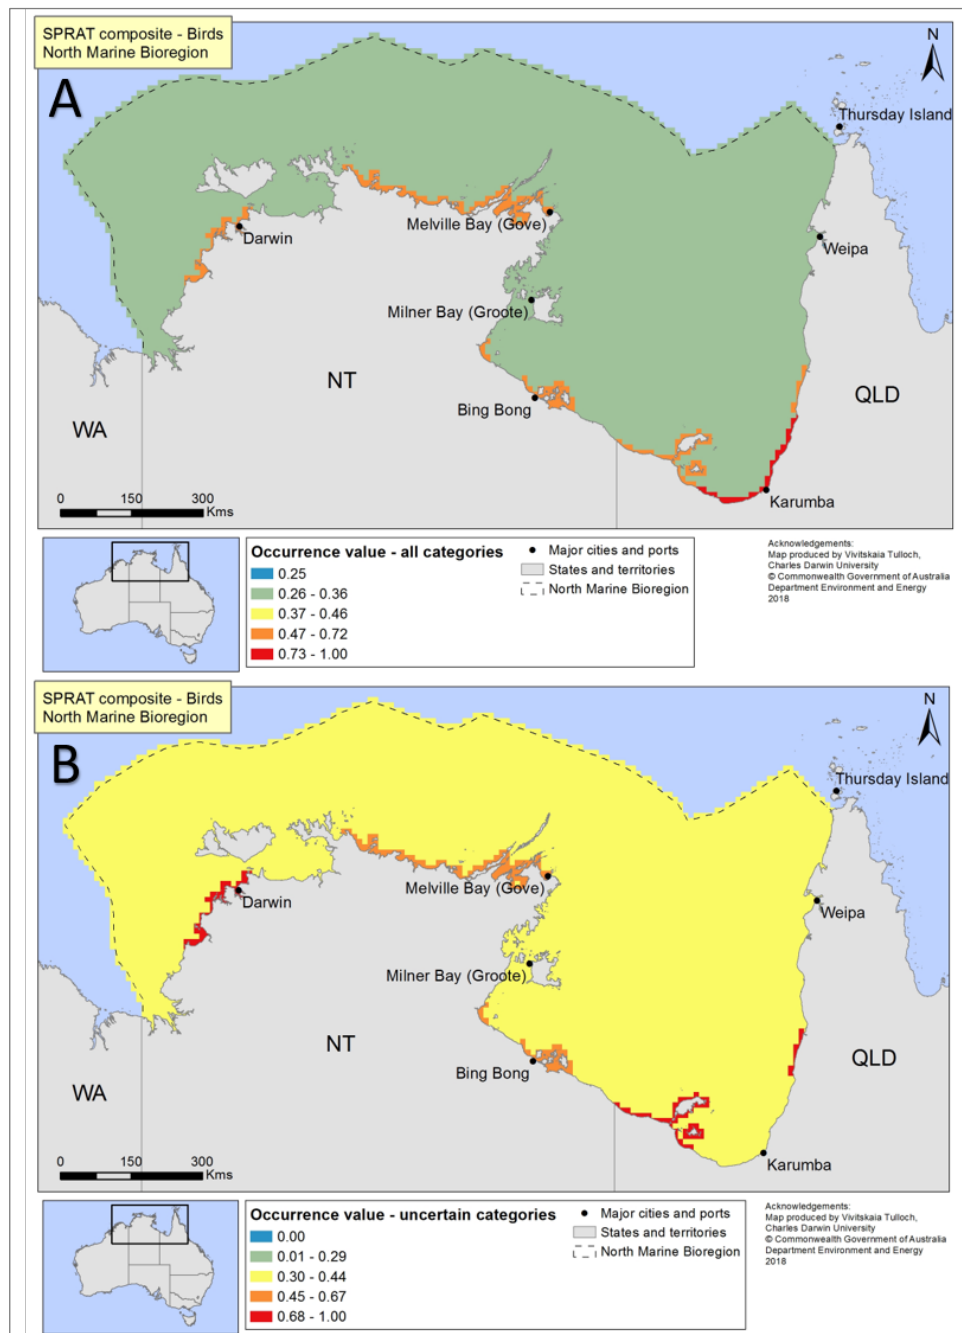 SPRAT composite - Birds
North Marine Bioregion
A
N
Thursday Island
Melville Bay (Gove)
Darwin
Weipa
Milner Bay (Groote)
NT
QLD
Bing Bong
WA
Karumba
0 150 300
Kms
Occurrence value - all categories
0.25
0.26 - 0.36
0.37 - 0.46
0.47 - 0.72
0.73 - 1.00
Major cities and ports
States and territories
North Marine Bioregion
Acknowledgements:
Map produced by Vivitskaia Tulloch,
Charles Darwin University
© Commonwealth Government of Australia
Department Environment and Energy
2018
SPRAT composite - Birds
North Marine Bioregion
B
N
Thursday Island
Melville Bay (Gove)
Darwin
Weipa
Milner Bay (Groote)
NT
QLD
Bing Bong
WA
Karumba
0 150 300
Kms
Occurrence value - uncertain categories
0.00
0.01 - 0.29
0.30 - 0.44
0.45 - 0.67
0.68 - 1.00
Major cities and ports
States and territories
North Marine Bioregion
Acknowledgements:
Map produced by Vivitskaia Tulloch,
Charles Darwin University
© Commonwealth Government of Australia
Department Environment and Energy
2018